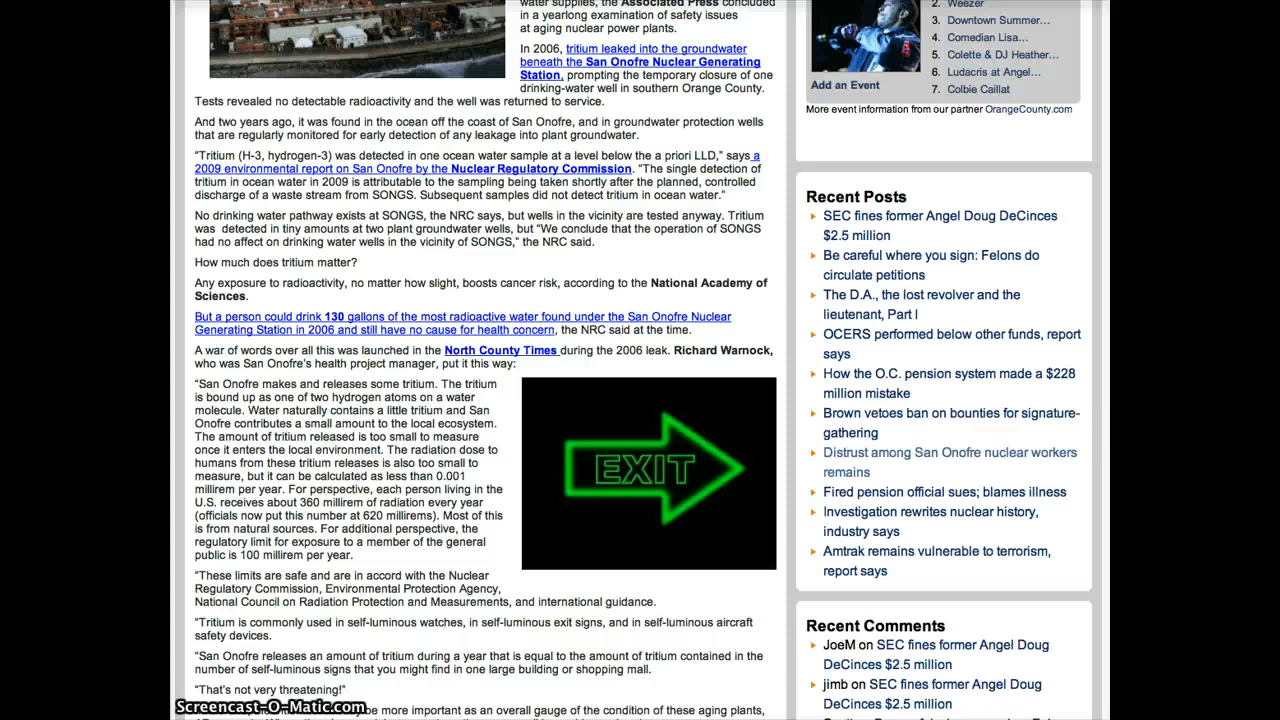 water supplies, the Associated Press concluded
in a yearlong examination of safety issues
at aging nuclear power plants.
In 2006, tritium leaked into the groundwater
beneath the San Onofre Nuclear Generating
Station, prompting the temporary closure of one
drinking-water well in southern Orange County.
Tests revealed no detectable radioactivity and the well was returned to service.
And two years ago, it was found in the ocean off the coast of San Onofre, and in groundwater protection wells
that are regularly monitored for early detection of any leakage into plant groundwater.
“Tritium (H-3, hydrogen-3) was detected in one ocean water sample at a level below the a priori LLD,” says a
2009 environmental report on San Onofre by the Nuclear Regulatory Commission. “The single detection of
tritium in ocean water in 2009 is attributable to the sampling being taken shortly after the planned, controlled
discharge of a waste stream from SONGS. Subsequent samples did not detect tritium in ocean water.”
No drinking water pathway exists at SONGS, the NRC says, but wells in the vicinity are tested anyway. Tritium
was detected in tiny amounts at two plant groundwater wells, but “We conclude that the operation of SONGS
had no affect on drinking water wells in the vicinity of SONGS,” the NRC said.
How much does tritium matter?
Any exposure to radioactivity, no matter how slight, boosts cancer risk, according to the National Academy of
Sciences.
But a person could drink 130 gallons of the most radioactive water found under the San Onofre Nuclear
Generating Station in 2006 and still have no cause for health concern, the NRC said at the time.
A war of words over all this was launched in the North County Times during the 2006 leak. Richard Warnock,
who was San Onofre’s health project manager, put it this way:
“San Onofre makes and releases some tritium. The tritium
is bound up as one of two hydrogen atoms on a water
molecule. Water naturally contains a little tritium and San
Onofre contributes a small amount to the local ecosystem.
The amount of tritium released is too small to measure
once it enters the local environment. The radiation dose to
humans from these tritium releases is also too small to
measure, but it can be calculated as less than 0.001
millirem per year. For perspective, each person living in the
U.S. receives about 360 millirem of radiation every year
(officials now put this number at 620 millirems). Most of this
is from natural sources. For additional perspective, the
regulatory limit for exposure to a member of the general
public is 100 millirem per year.
EXIT
“These limits are safe and are in accord with the Nuclear
Regulatory Commission, Environmental Protection Agency,
National Council on Radiation Protection and Measurements, and international guidance.
“Tritium is commonly used in self-luminous watches, in self-luminous exit signs, and in self-luminous aircraft
safety devices.
“San Onofre releases an amount of tritium during a year that is equal to the amount of tritium contained in the
number of self-luminous signs that you might find in one large building or shopping mall.
“That’s not very threatening!”
be more important as an overall gauge of the condition of these aging plants,
Screencast-O-Matic.com
2. Weezer
3. Downtown Summer...
4. Comedian Lisa...
5. Colette & DJ Heather...
6. Ludacris at Angel...
7. Colbie Caillat
Add an Event
More event information from our partner OrangeCounty.com
Recent Posts
SEC fines former Angel Doug DeCinces
$2.5 million
Be careful where you sign: Felons do
circulate petitions
The D.A., the lost revolver and the
lieutenant, Part I
OCERS performed below other funds, report
says
How the O.C. pension system made a $228
million mistake
Brown vetoes ban on bounties for signature-
gathering
Distrust among San Onofre nuclear workers
remains
Fired pension official sues; blames illness
Investigation rewrites nuclear history,
industry says
Amtrak remains vulnerable to terrorism,
report says
Recent Comments
JoeM on SEC fines former Angel Doug
DeCinces $2.5 million
jimb on SEC fines former Angel Doug
DeCinces $2.5 million